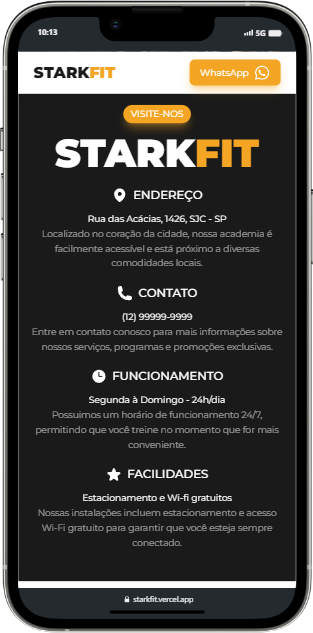 10:13
5G
STARKFIT
WhatsApp
VISITE-NOS
STARKFIT
ENDEREÇO
Rua das Acácias, 1426, SJC - SP
Localizado no coração da cidade, nossa academia é
facilmente acessível e está próximo a diversas
comodidades locais.
CONTATO
(12) 99999-9999
Entre em contato conosco para mais informações sobre
nossos serviços, programas e promoções exclusivas.
FUNCIONAMENTO
Segunda à Domingo - 24h/dia
Possuimos um horário de funcionamento 24/7,
permitindo que você treine no momento que for mais
conveniente.
FACILIDADES
Estacionamento e Wi-fi gratuitos
Nossas instalações incluem estacionamento e acesso
Wi-Fi gratuito para garantir que você esteja sempre
conectado.
starkfit.vercel.app